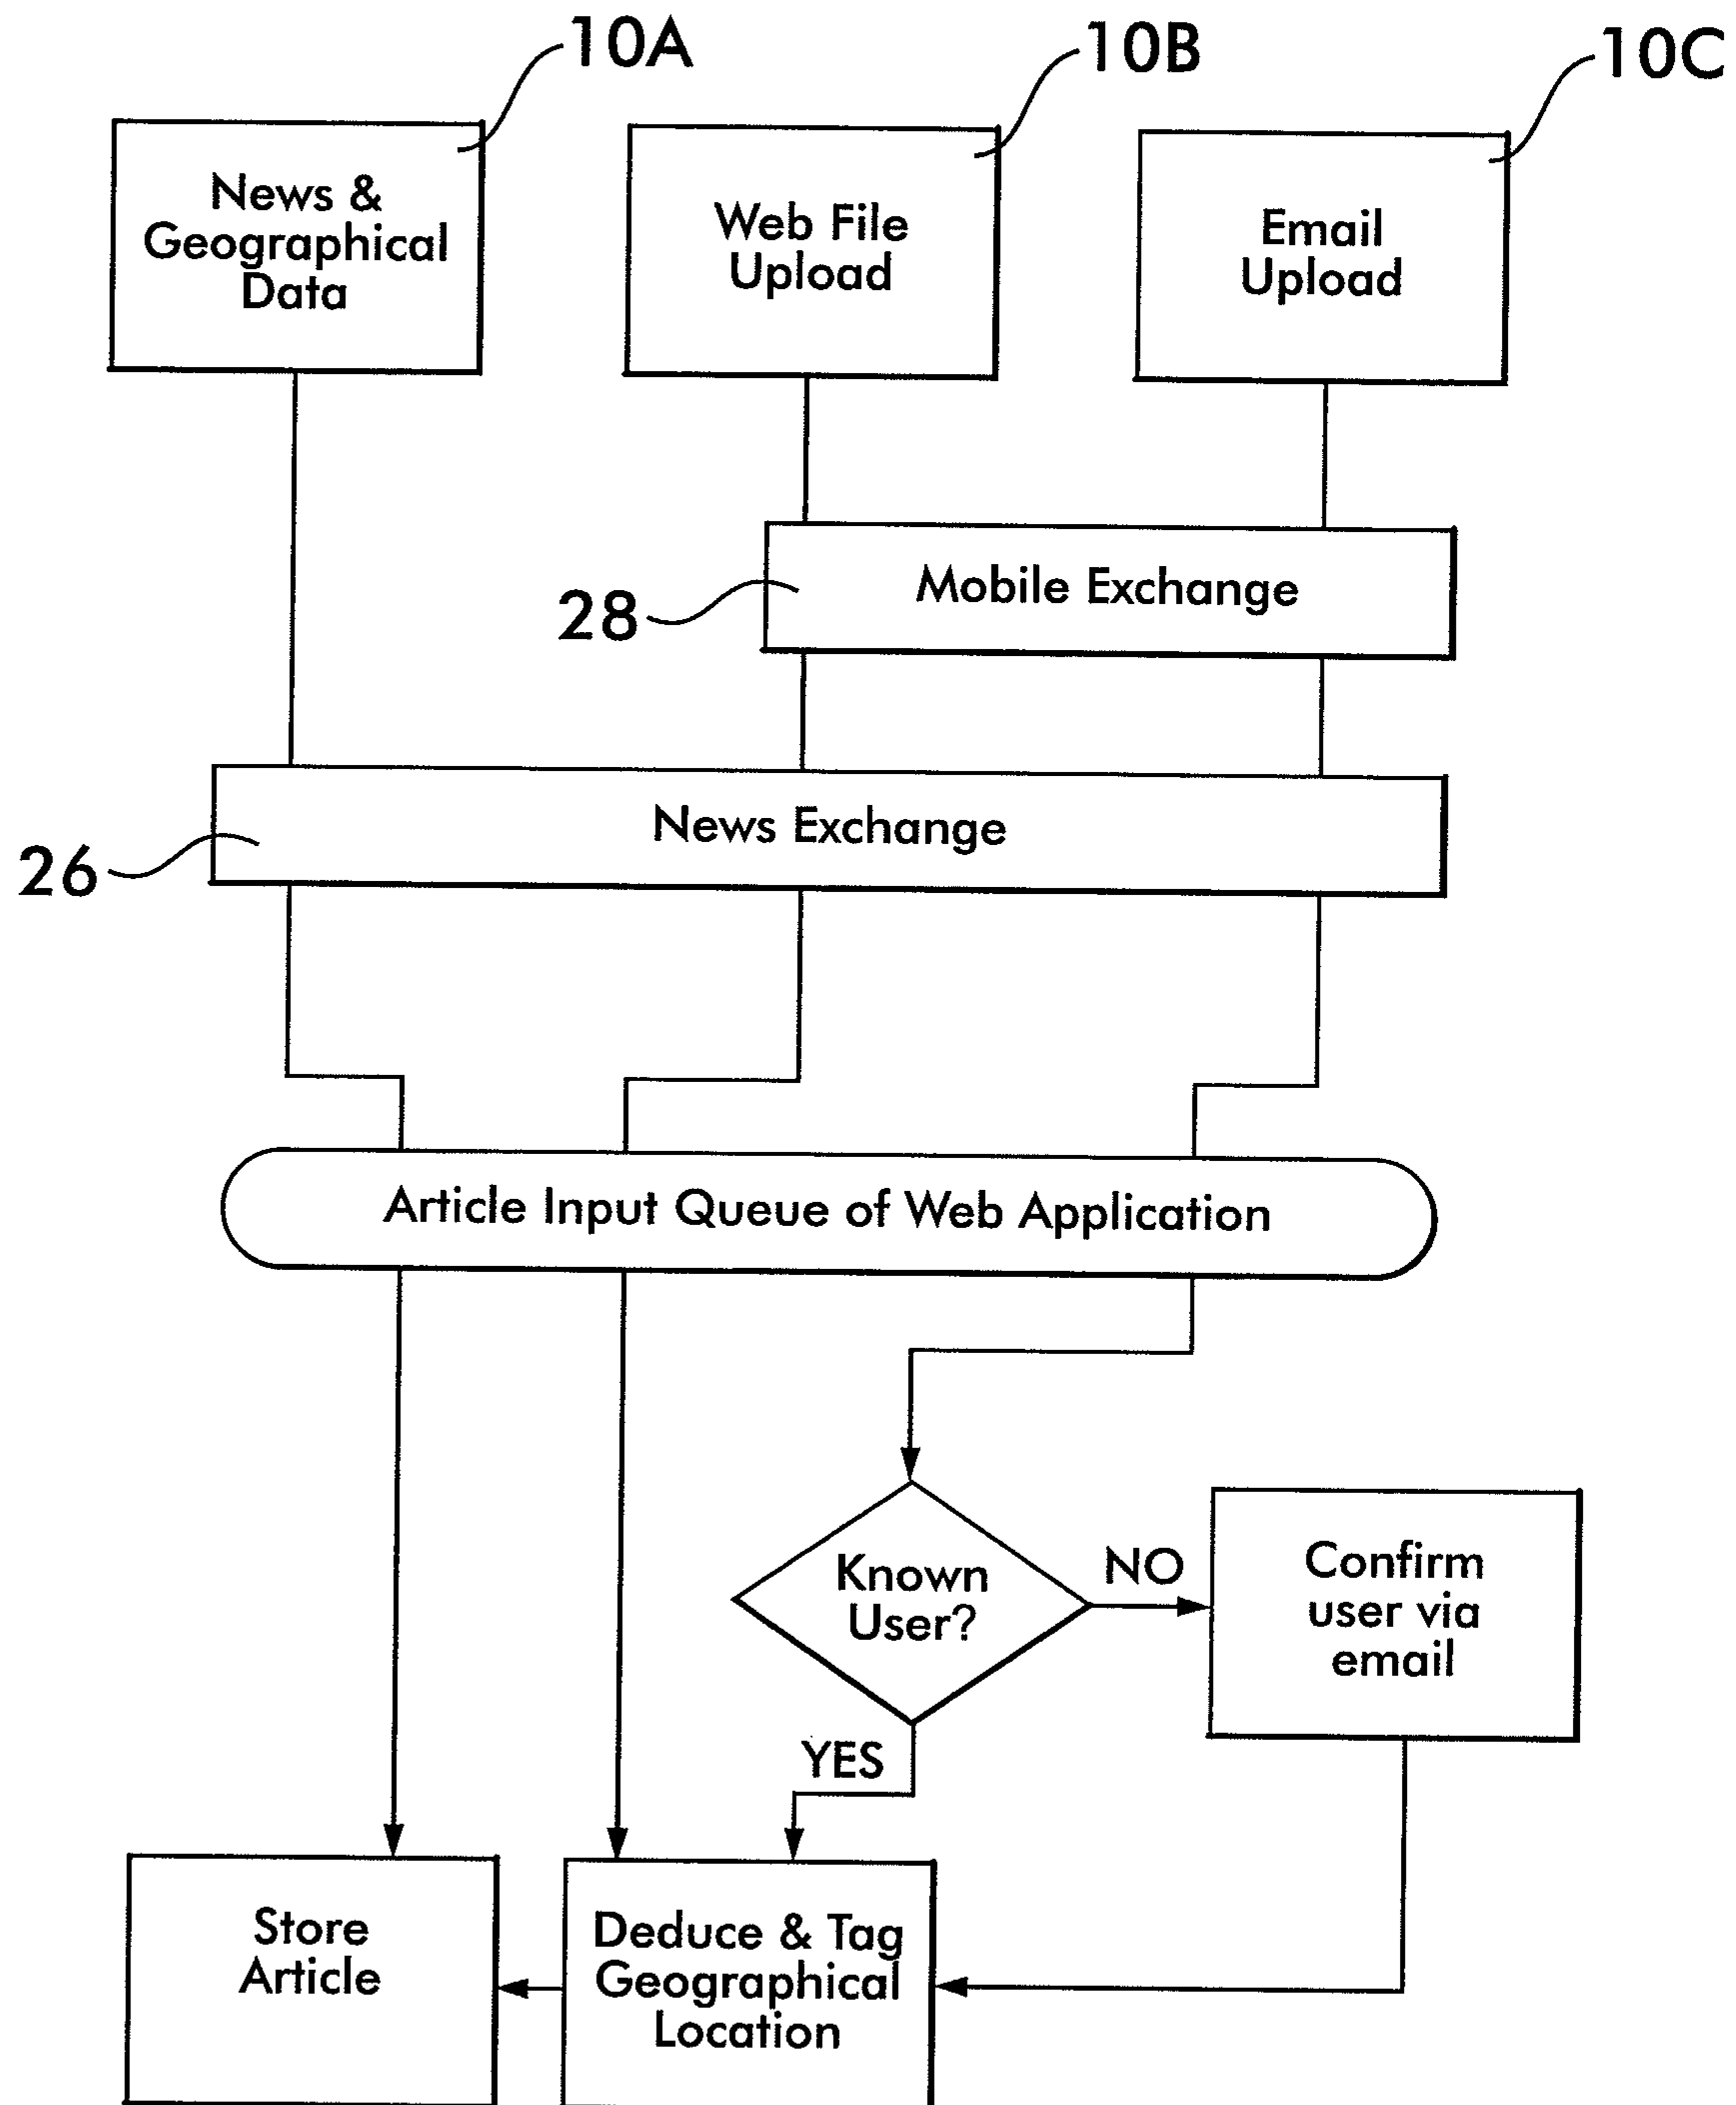 10A
10B
10C
News &
Geographical
Data
Web File
Upload
Email
Upload
28
Mobile Exchange
26
News Exchange
Article Input Queue of Web Application
Known
User?
NO
Confirm
user via
email
YES
Store
Article
Deduce & Tag
Geographical
Location